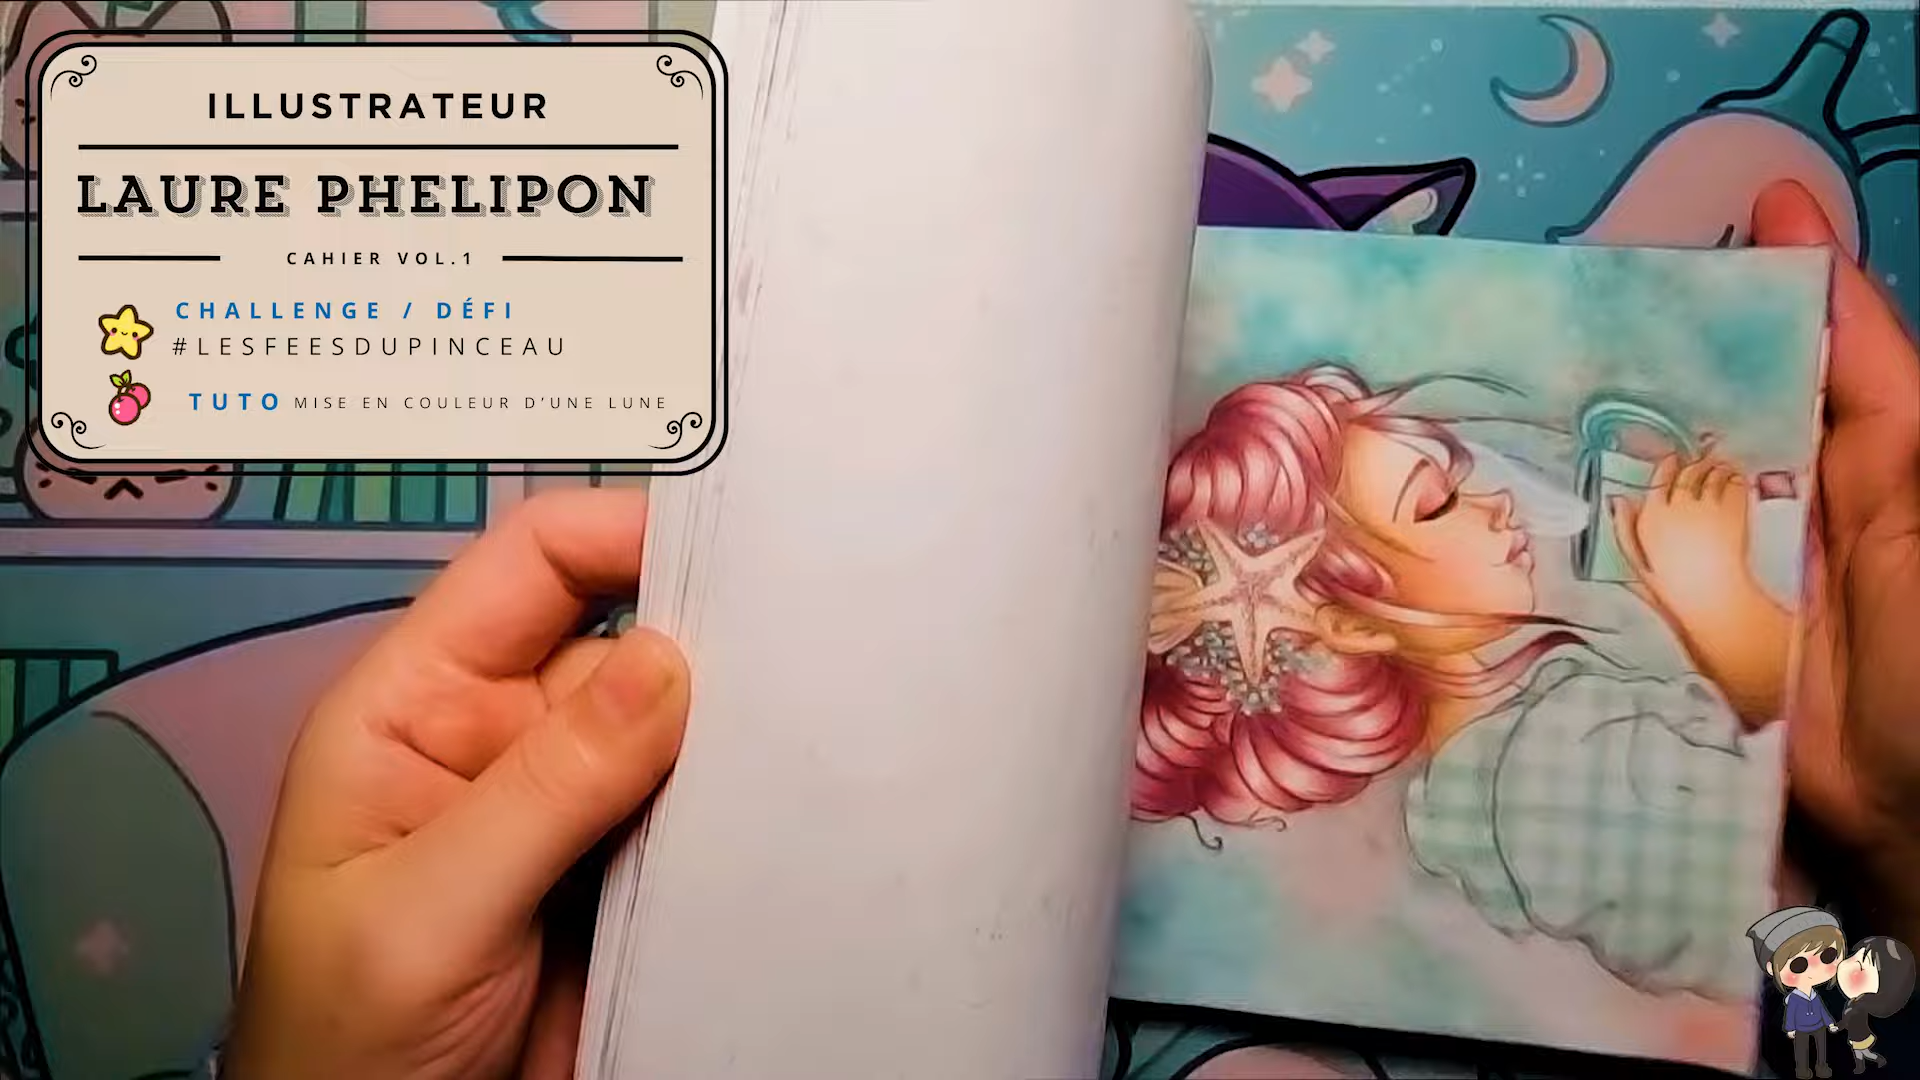 ILLUSTRATEUR
LAURE PHELIPON
CAHIER VOL.1
CHALLENGE / DÉFI
#LESFEESDUPINCEAU
TUTO MISE EN COULEUR D'UNE LUNE